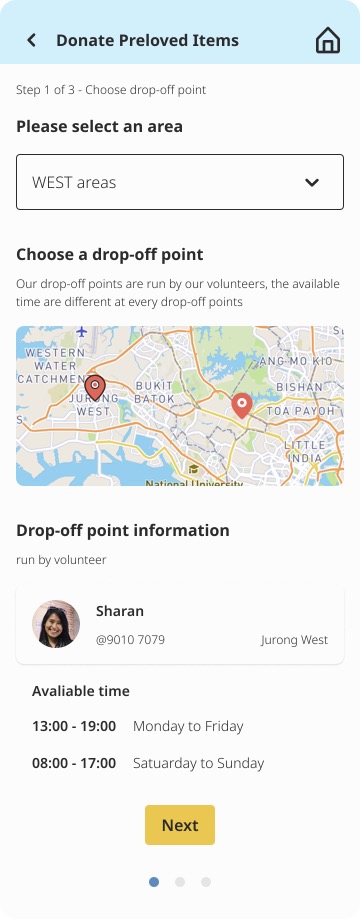 Donate Preloved Items
Step 1 of 3 - Choose drop-off point
Please select an area
WEST areas
Choose a drop-off point
Our drop-off points are run by our volunteers, the available
time are different at every drop-off points
WESTERN
WATER
CATCHMEN
JURONG
WEST
BUKIT
BATOK
ANG MO KIO
BISHAN
TOA PAYOH
LITTLE
INDIA
National University
Drop-off point information
run by volunteer
Sharan
@9010 7079 Jurong West
Avaliable time
13:00 - 19:00 Monday to Friday
08:00 - 17:00 Satuarday to Sunday
Next